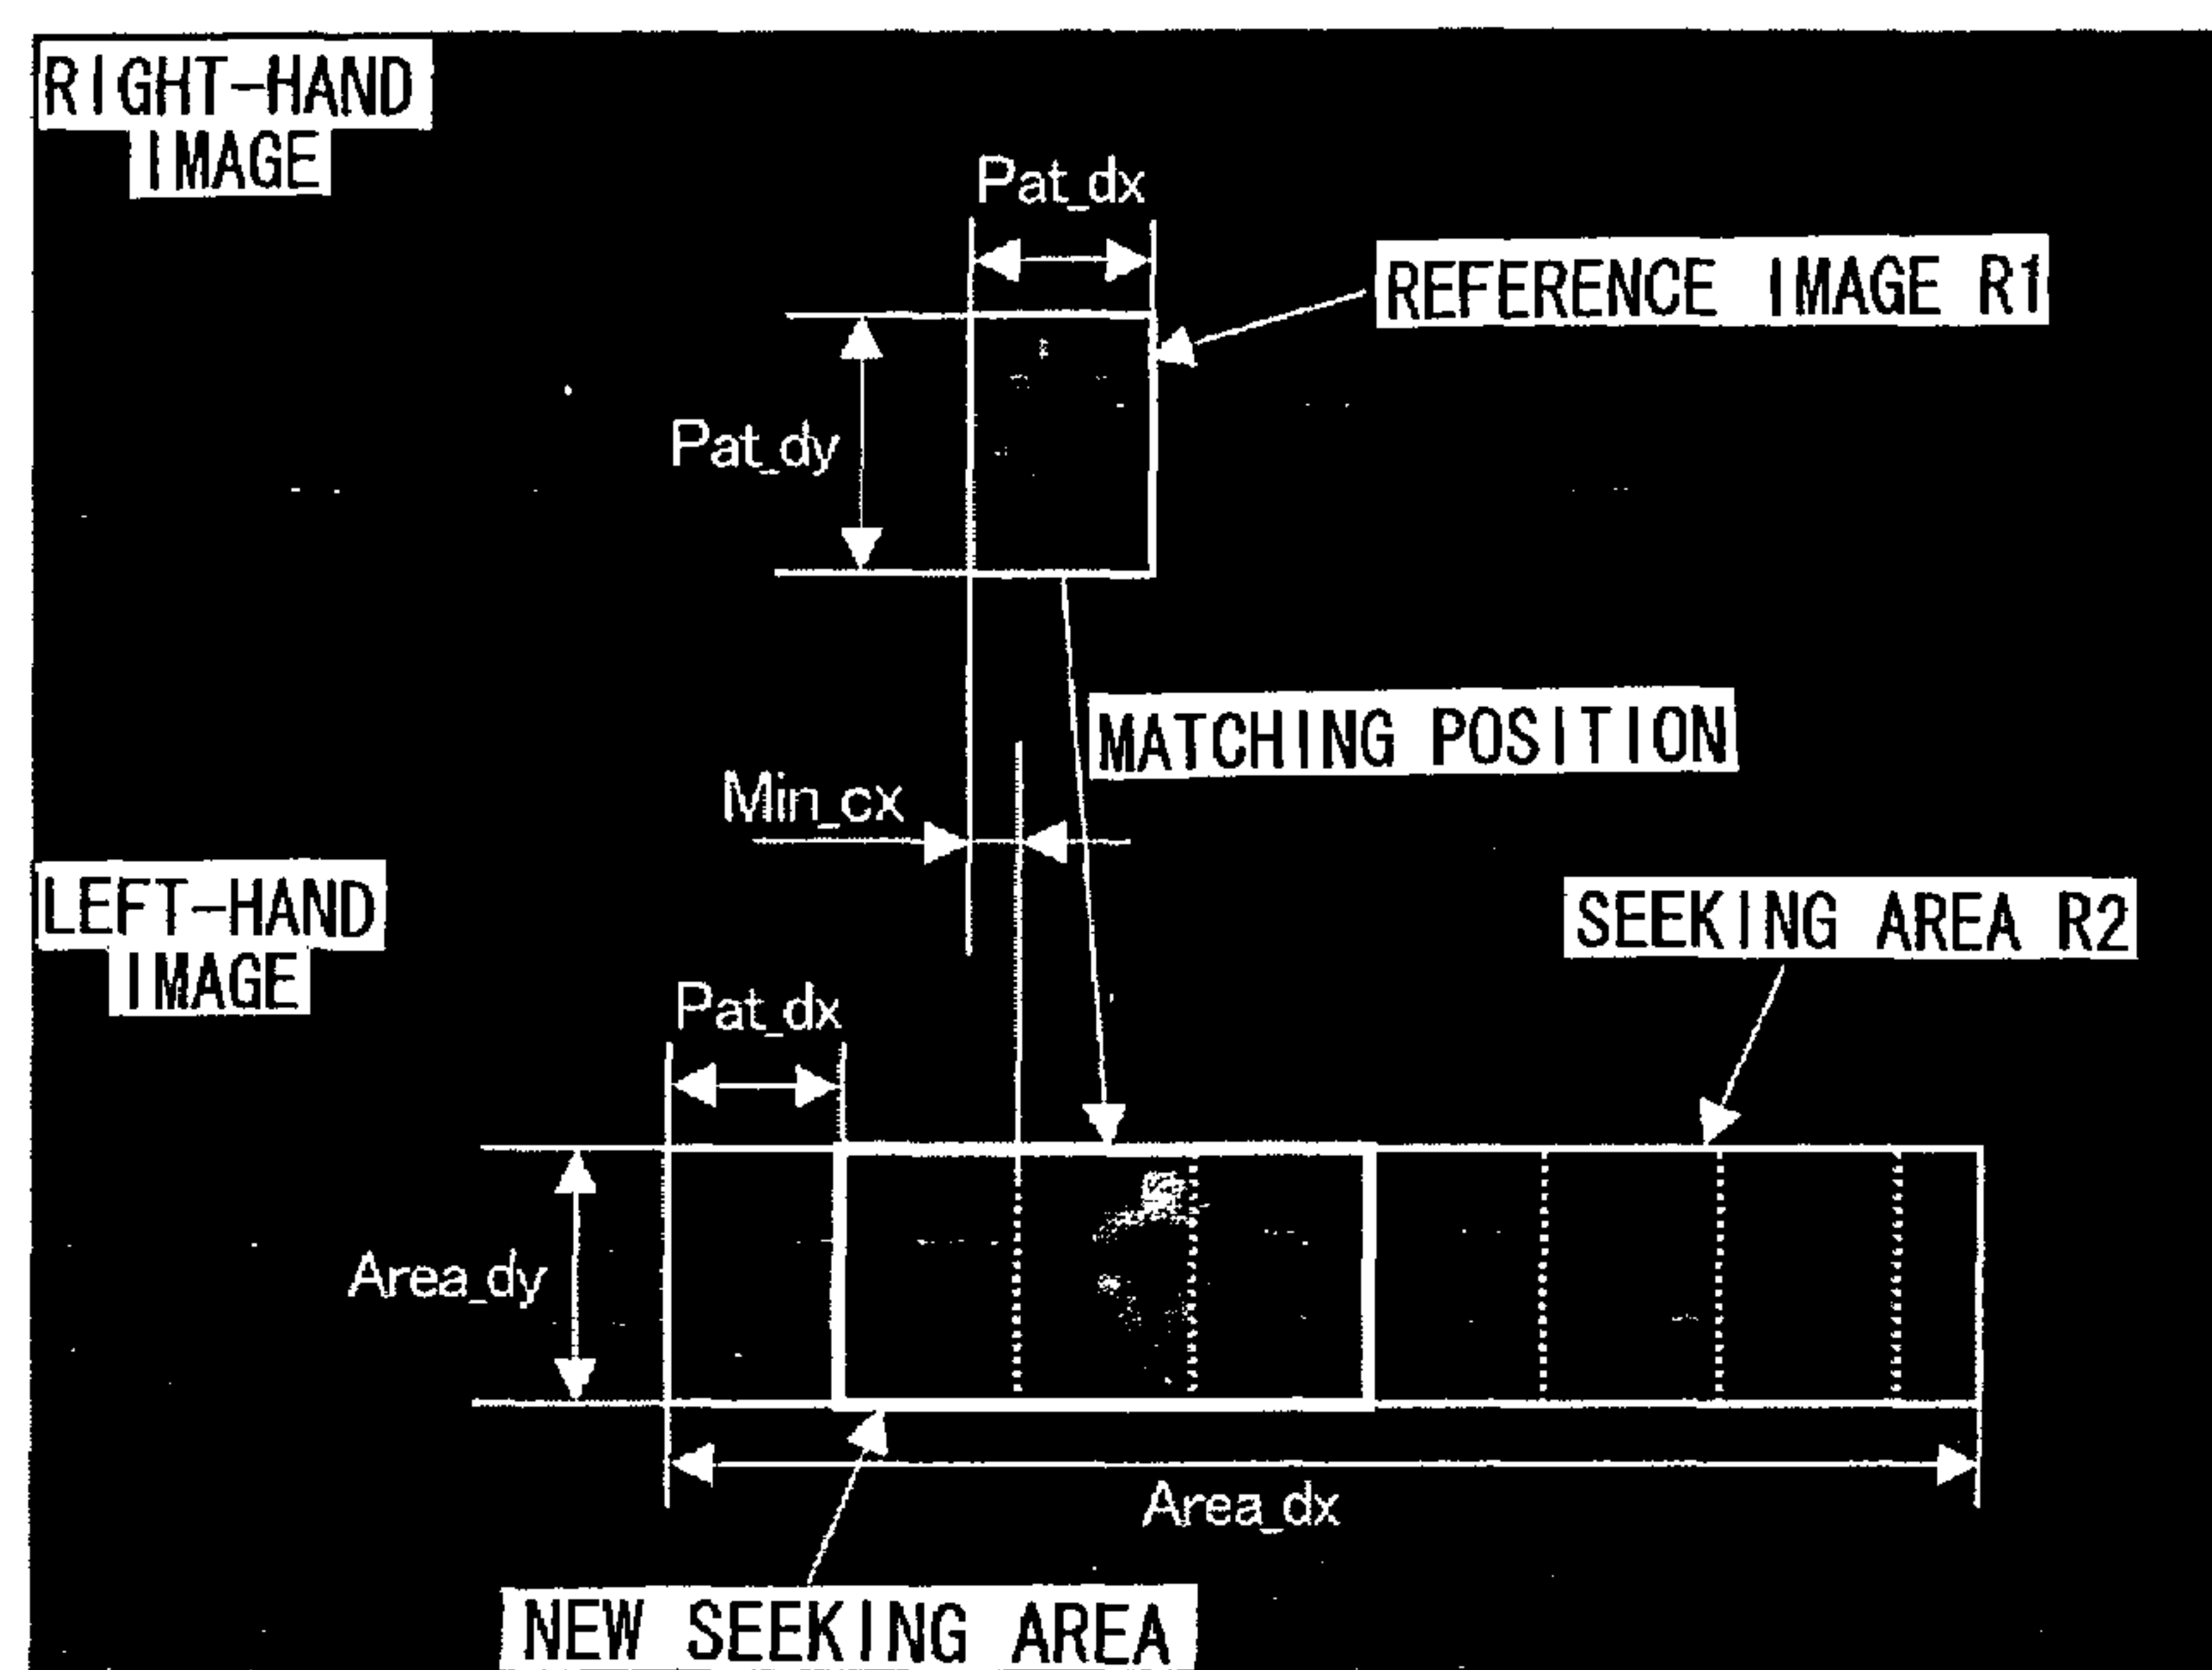 RIGHT-HAND
IMAGE
Pat_dx
REFERENCE IMAGE R1
Pat_dy
MATCHING POSITION
Min_cx
LEFT-HAND
IMAGE
SEEKING AREA R2
Pat_dx
Area_dy
Area_dx
NEW SEEKING AREA